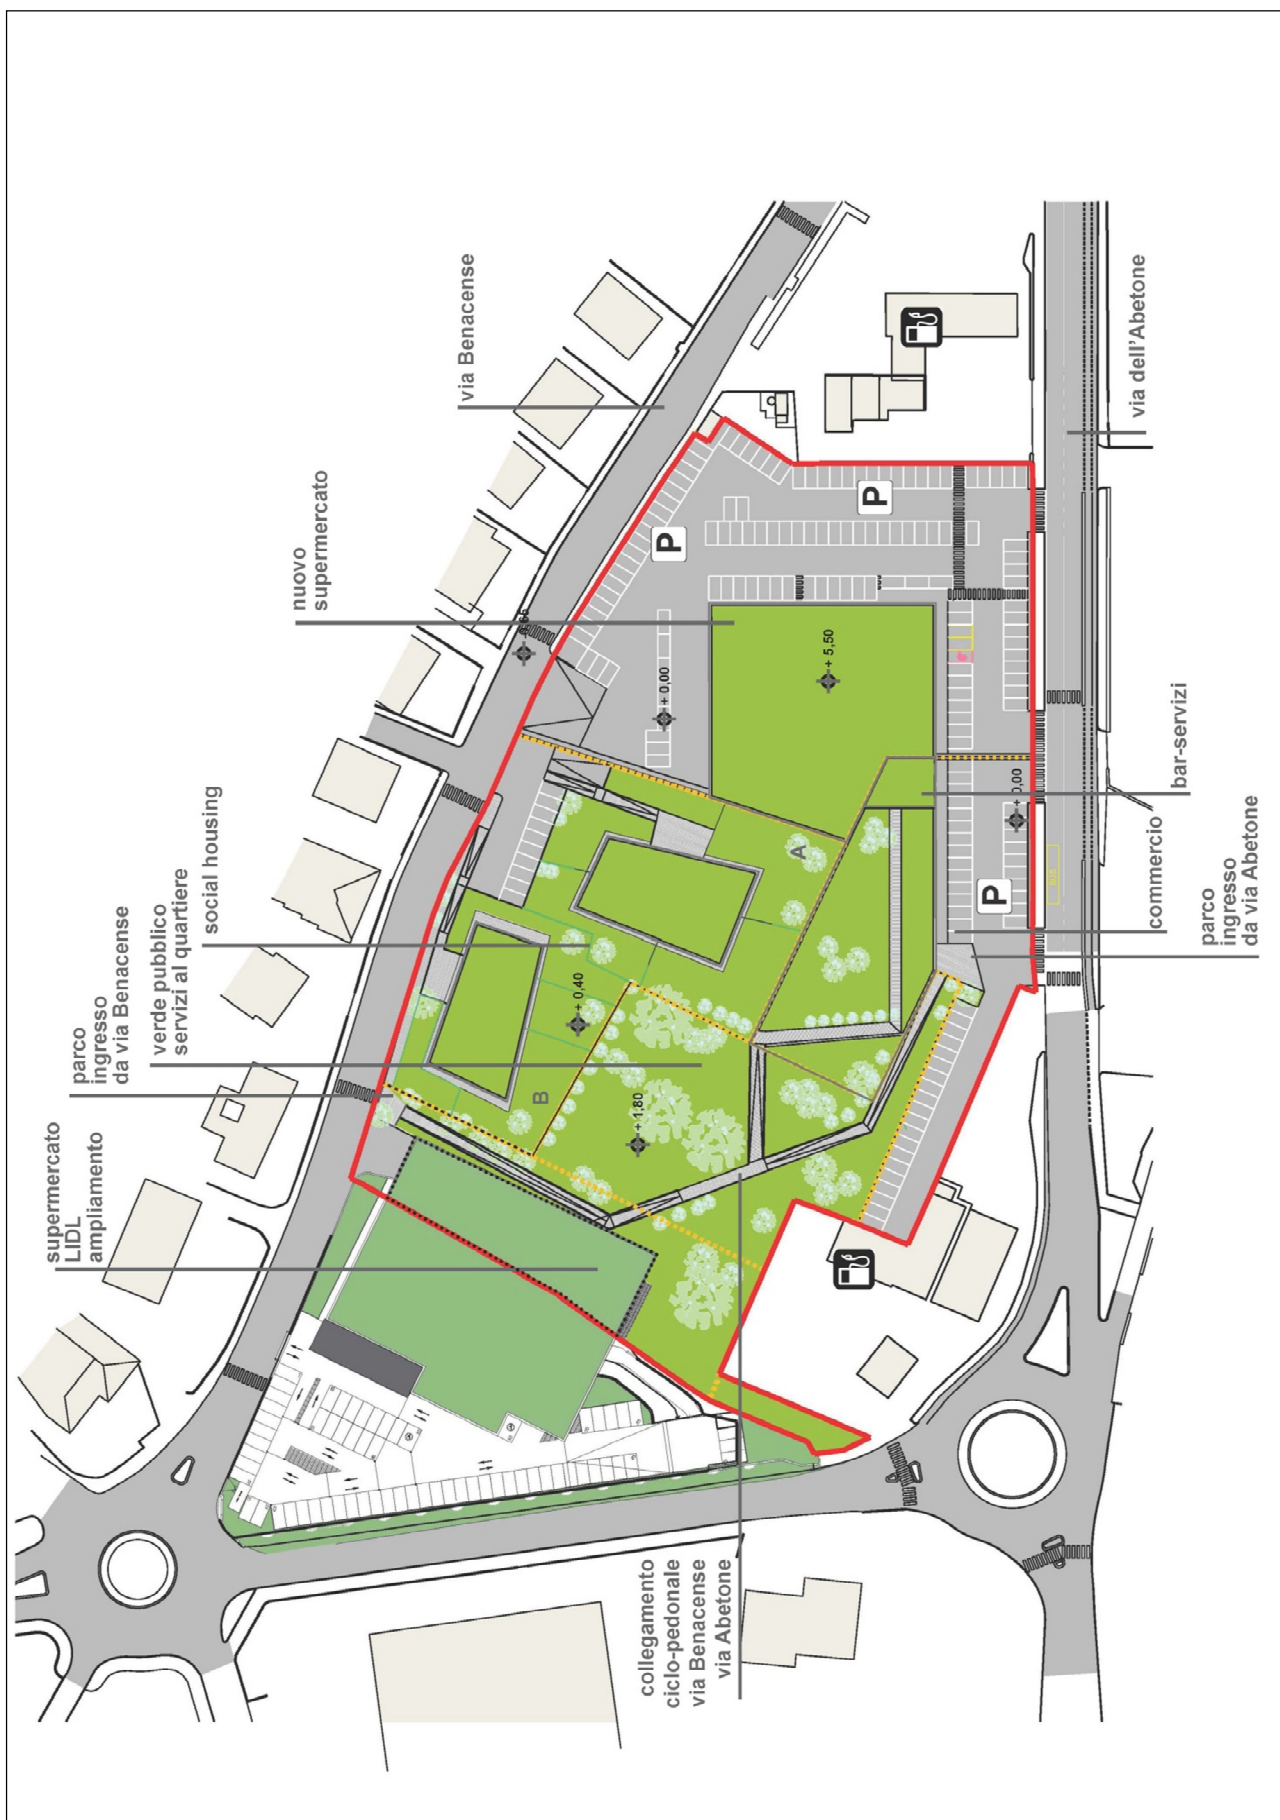 supermercato
LIDL
ampliamento
parco
ingresso
da via Benacense
verde pubblico
servizi al quartiere
social housing
nuovo
supermercato
via Benacense
P
P
+ 0,00
+ 5,50
+ 0,40
A
B
+ 1,80
P
+ 0,00
BUS
collegamento
ciclo-pedonale
via Benacense
via Abetone
parco
ingresso
da via Abetone
commercio
bar-servizi
via dell'Abetone